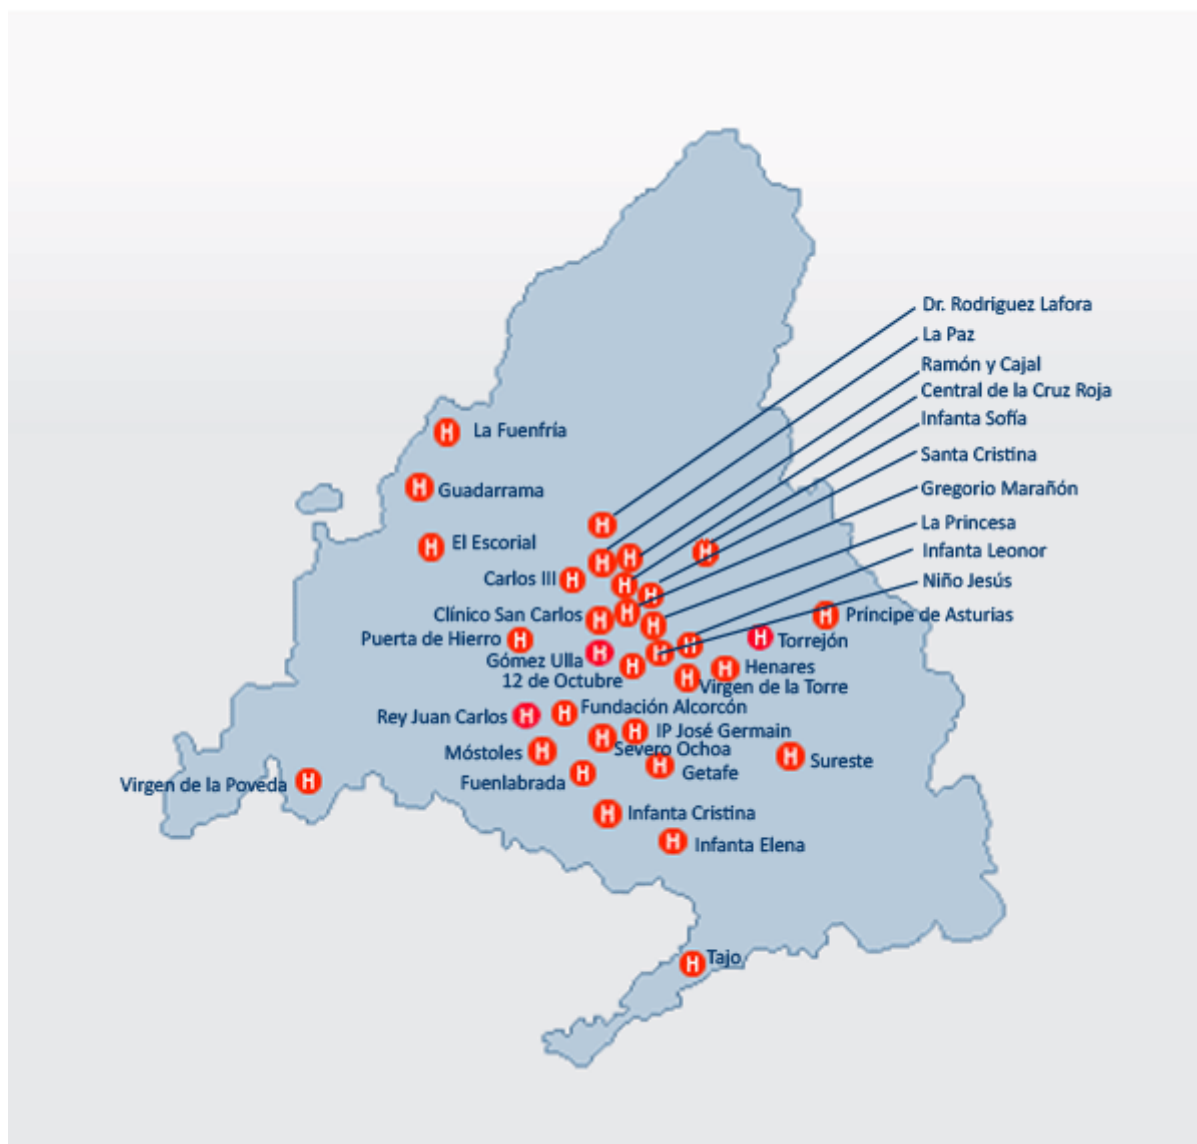 Dr. Rodriguez Lafora
La Paz
Ramón y Cajal
Central de la Cruz Roja
Infanta Sofía
La Fuenfría
Santa Cristina
Guadarrama
Gregorio Marañón
La Princesa
El Escorial
Infanta Leonor
Carlos III
Niño Jesús
Clínico San Carlos
Príncipe de Asturias
Puerta de Hierro
Torrejón
Gómez Ulla
Henares
12 de Octubre
Virgen de la Torre
Fundación Alcorcón
Rey Juan Carlos
IP José Germain
Severo Ochoa
Móstoles
Sureste
Getafe
Fuenlabrada
Virgen de la Poveda
Infanta Cristina
Infanta Elena
Tajo